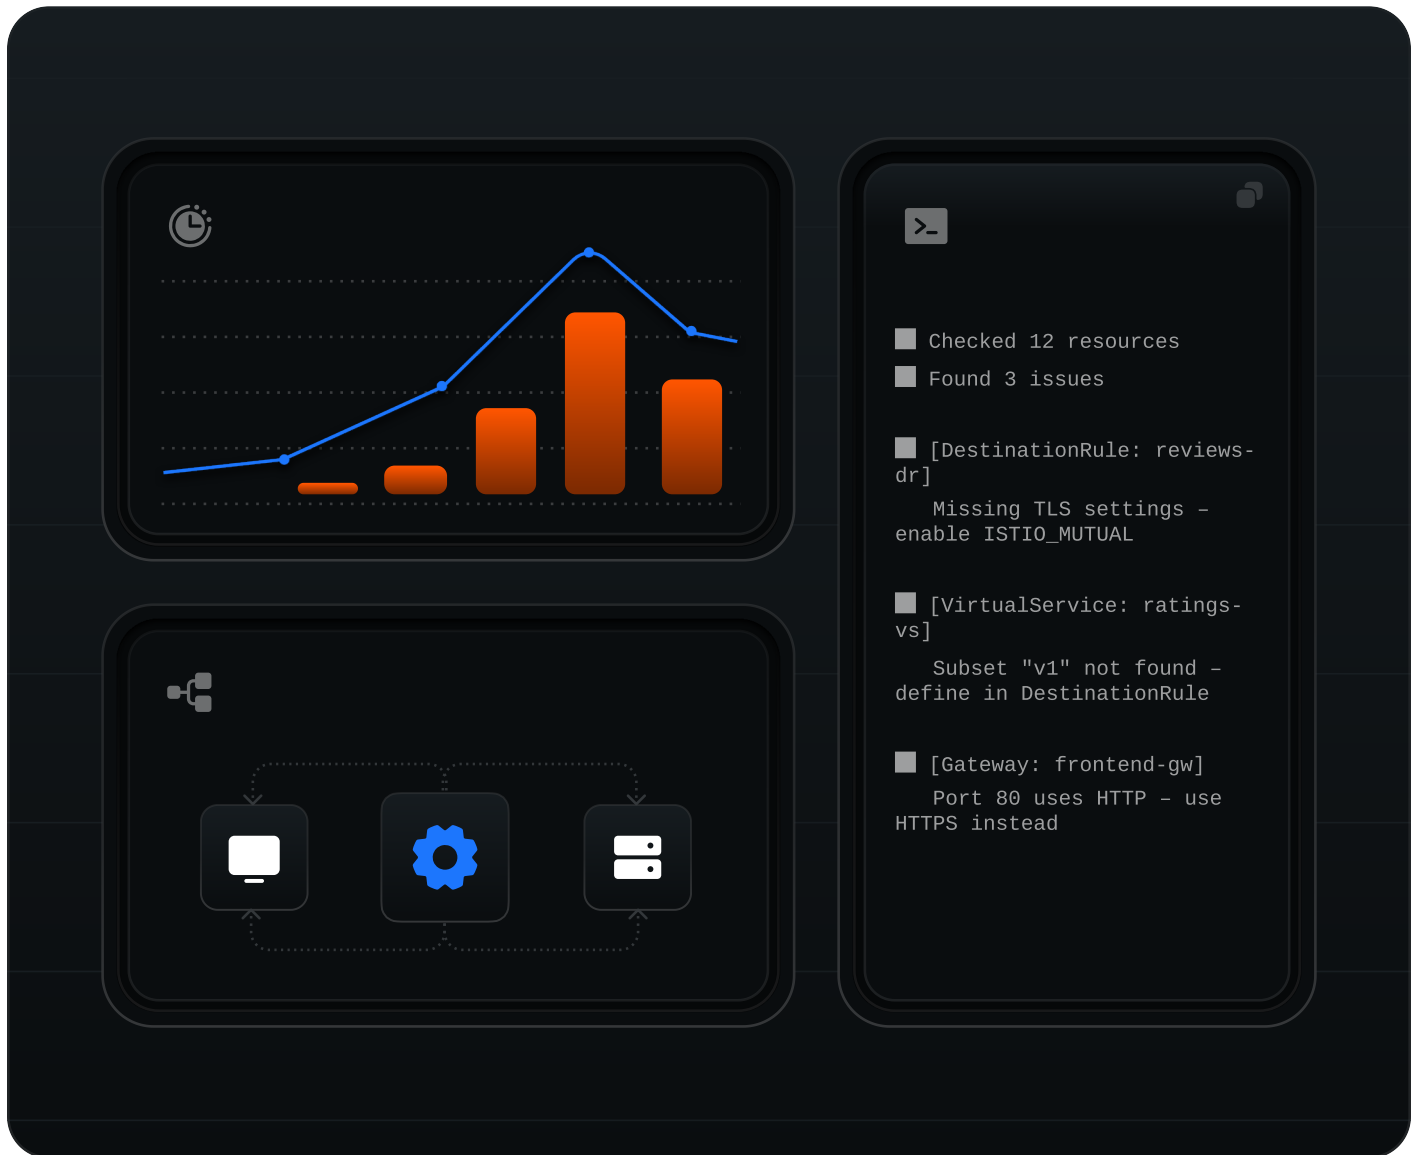 Checked 12 resources
Found 3 issues
[DestinationRule: reviews-
dr]
Missing TLS settings –
enable ISTIO_MUTUAL
[VirtualService: ratings-
vs]
Subset "v1" not found –
define in DestinationRule
[Gateway: frontend-gw]
Port 80 uses HTTP – use
HTTPS instead